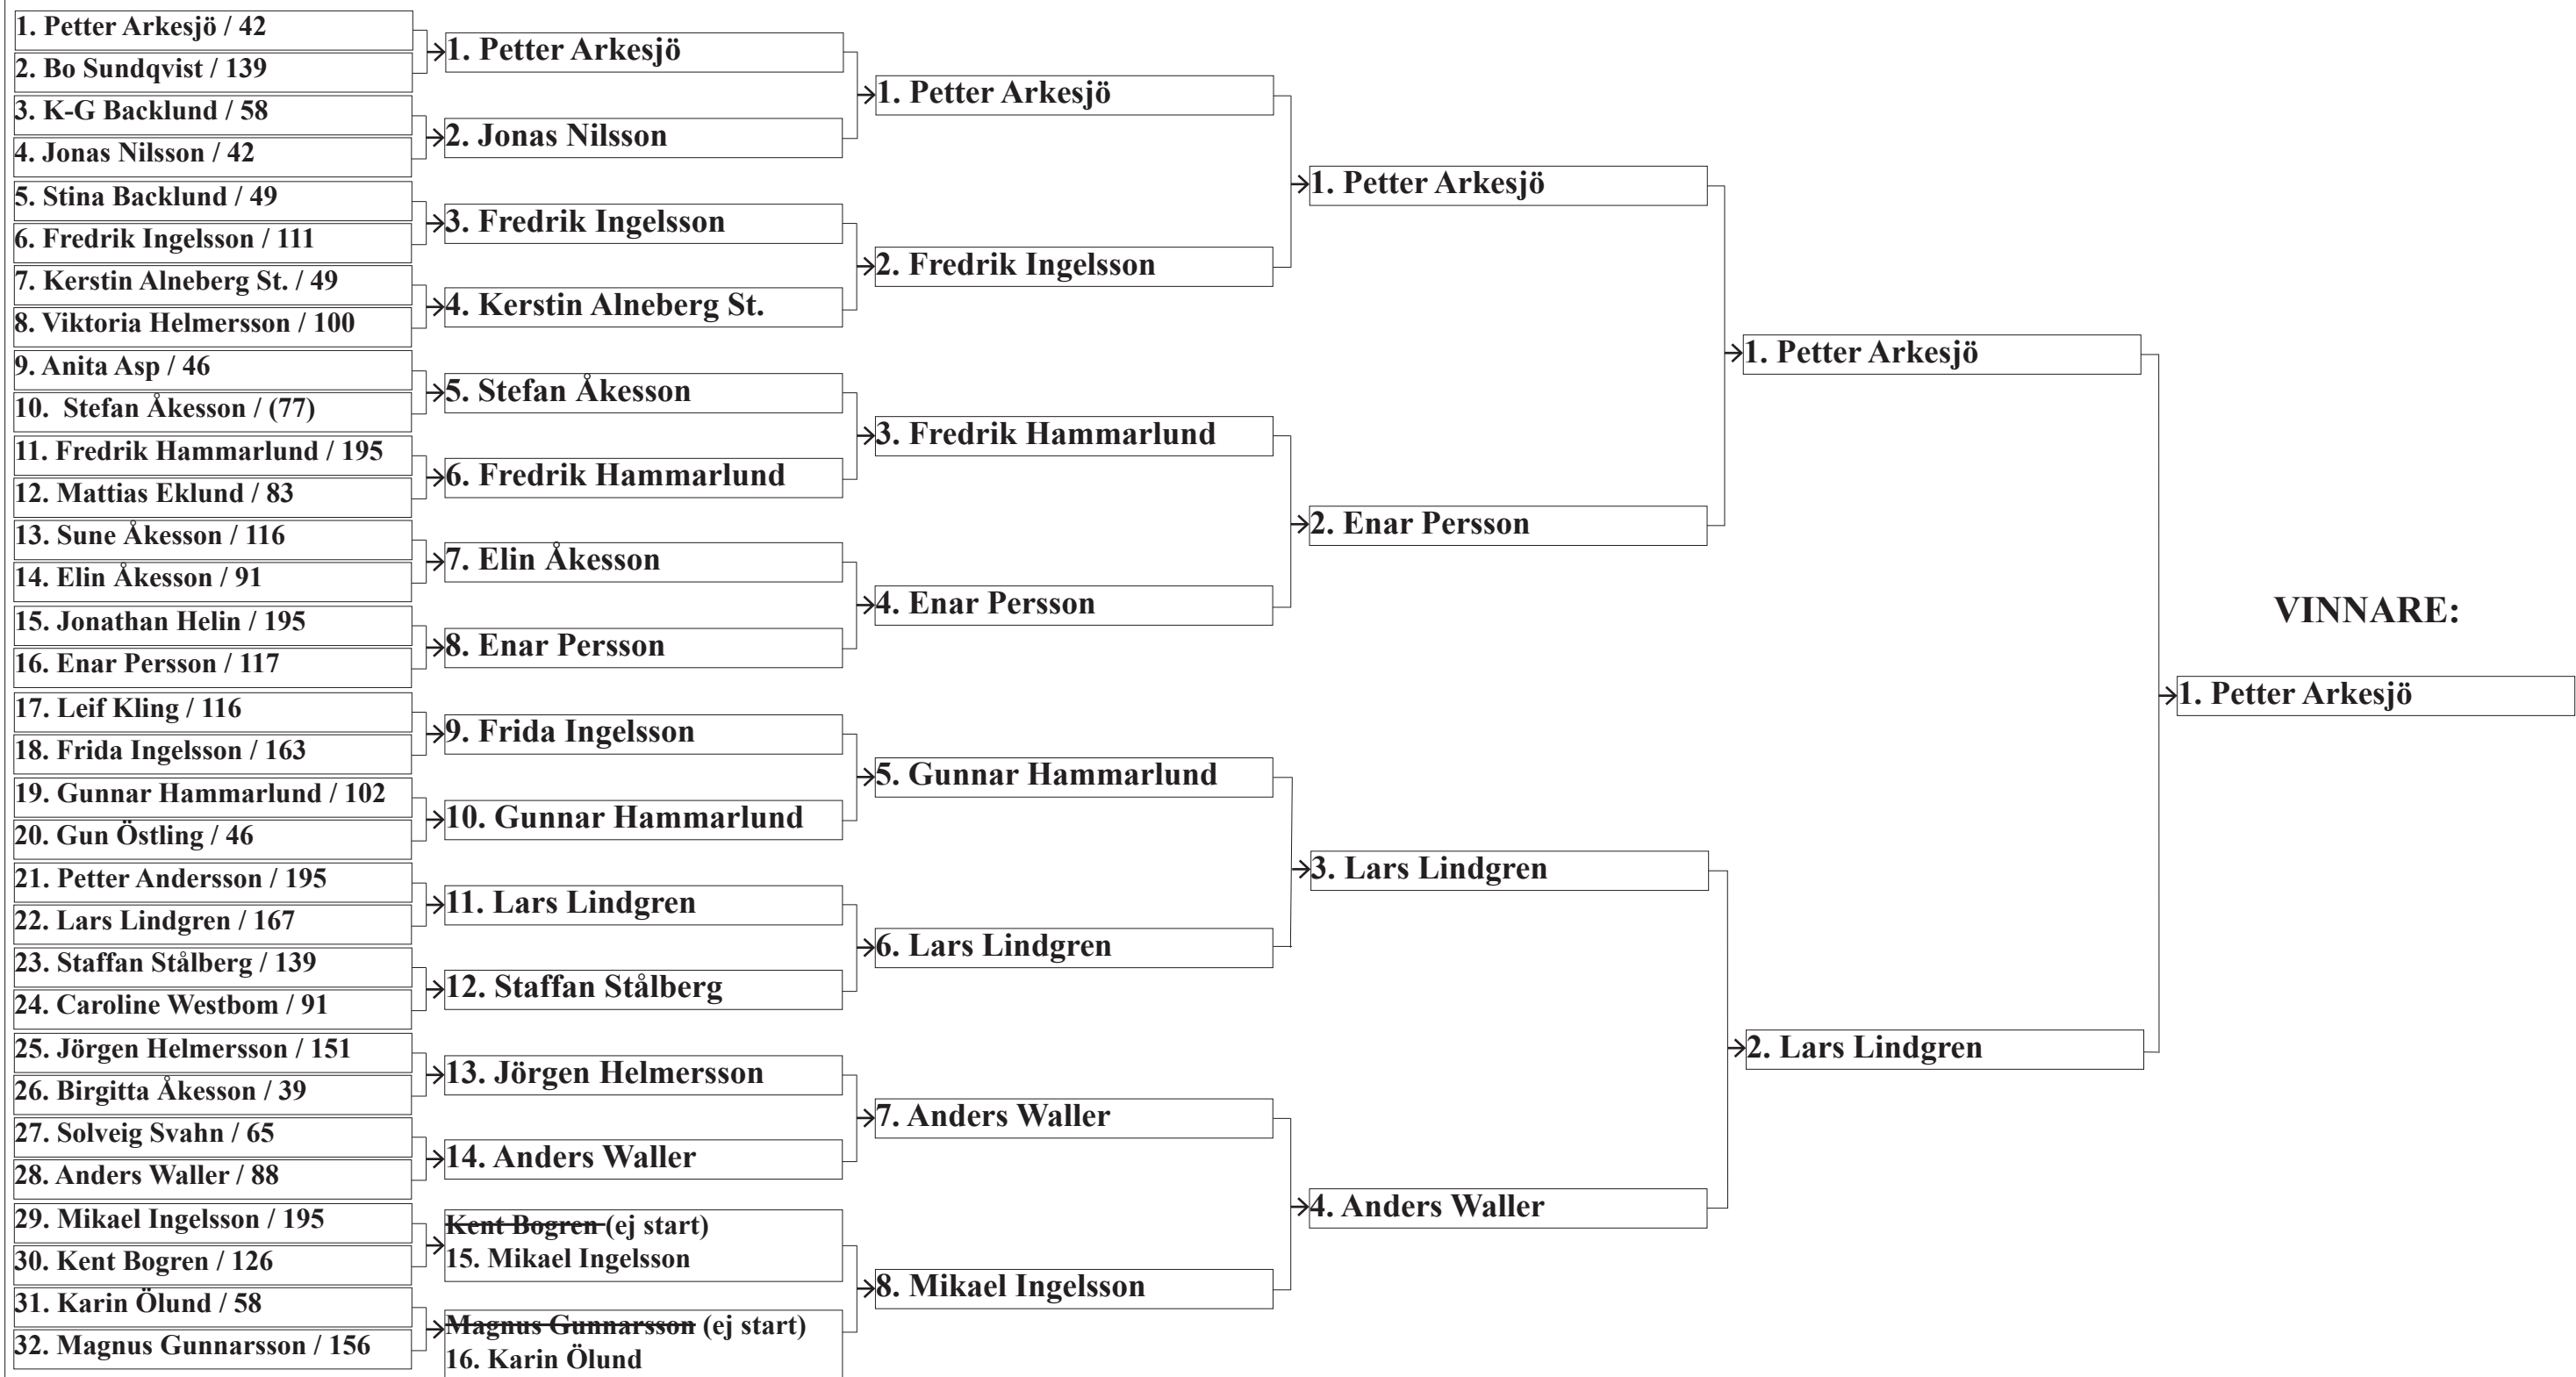 1. Petter Arkesjö / 42
2. Bo Sundqvist / 139
3. K-G Backlund / 58
4. Jonas Nilsson / 42
5. Stina Backlund / 49
6. Fredrik Ingelsson / 111
7. Kerstin Alneberg St. / 49
8. Viktoria Helmersson / 100
9. Anita Asp / 46
10. Stefan Åkesson / (77)
11. Fredrik Hammarlund / 195
12. Mattias Eklund / 83
13. Sune Åkesson / 116
14. Elin Åkesson / 91
15. Jonathan Helin / 195
16. Enar Persson / 117
17. Leif Kling / 116
18. Frida Ingelsson / 163
19. Gunnar Hammarlund / 102
20. Gun Östling / 46
21. Petter Andersson / 195
22. Lars Lindgren / 167
23. Staffan Stålberg / 139
24. Caroline Westbom / 91
25. Jörgen Helmersson / 151
26. Birgitta Åkesson / 39
27. Solveig Svahn / 65
28. Anders Waller / 88
29. Mikael Ingelsson / 195
30. Kent Bogren / 126
31. Karin Ölund / 58
32. Magnus Gunnarsson / 156
1. Petter Arkesjö
2. Jonas Nilsson
3. Fredrik Ingelsson
4. Kerstin Alneberg St.
5. Stefan Åkesson
6. Fredrik Hammarlund
7. Elin Åkesson
8. Enar Persson
9. Frida Ingelsson
10. Gunnar Hammarlund
11. Lars Lindgren
12. Staffan Stålberg
13. Jörgen Helmersson
14. Anders Waller
Kent Bogren (ej start)
15. Mikael Ingelsson
Magnus Gunnarsson (ej start)
16. Karin Ölund
1. Petter Arkesjö
2. Fredrik Ingelsson
3. Fredrik Hammarlund
4. Enar Persson
5. Gunnar Hammarlund
6. Lars Lindgren
7. Anders Waller
8. Mikael Ingelsson
1. Petter Arkesjö
2. Enar Persson
3. Lars Lindgren
4. Anders Waller
1. Petter Arkesjö
2. Lars Lindgren
VINNARE:
1. Petter Arkesjö